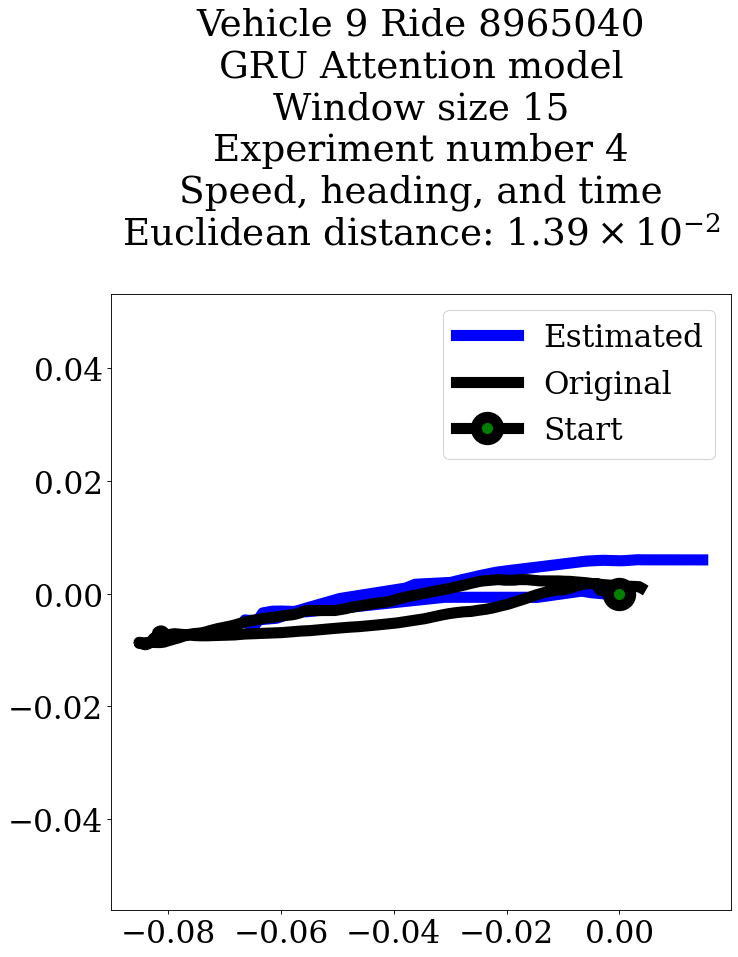 Vehicle 9 Ride 8965040
GRU Attention model
Window size 15
Experiment number 4
Speed, heading, and time
Euclidean distance: 1.39 × 10⁻²
Estimated
Original
Start
0.04
0.02
0.00
−0.02
−0.04
−0.08 −0.06 −0.04 −0.02 0.00